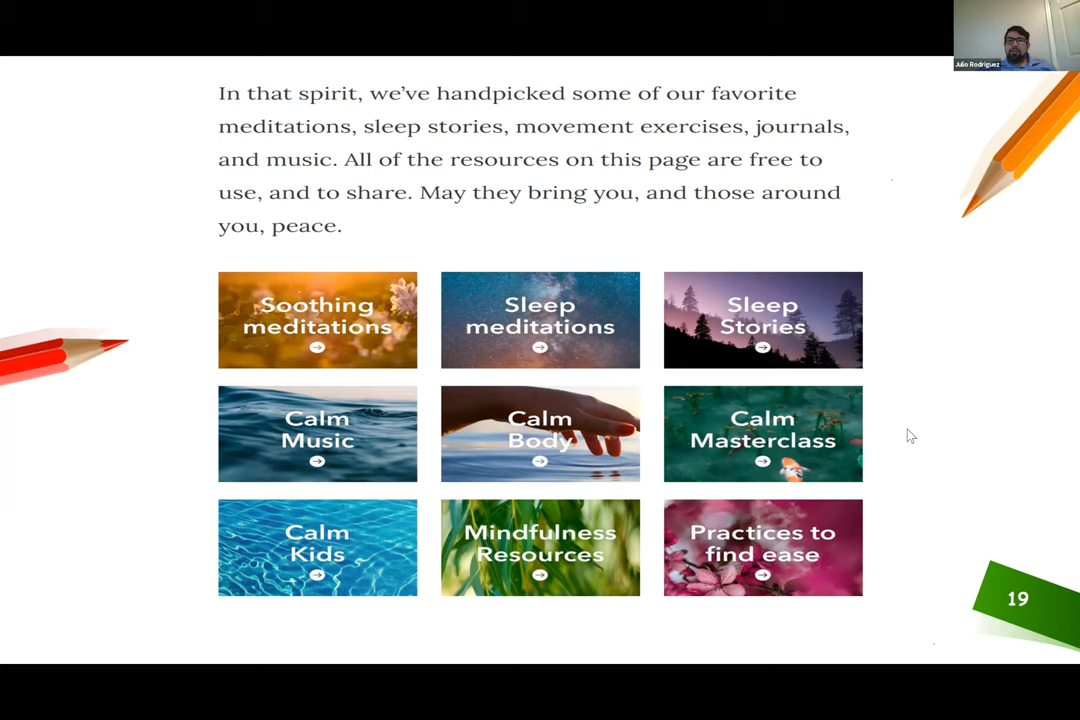 Julio Rodriguez
In that spirit, we've handpicked some of our favorite
meditations, sleep stories, movement exercises, journals,
and music. All of the resources on this page are free to
use, and to share. May they bring you, and those around
you, peace.
Soothing
meditations
Sleep
meditations
Sleep
Stories
Calm
Music
Calm
Body
Calm
Masterclass
Calm
Kids
Mindfulness
Resources
Practices to
find ease
19